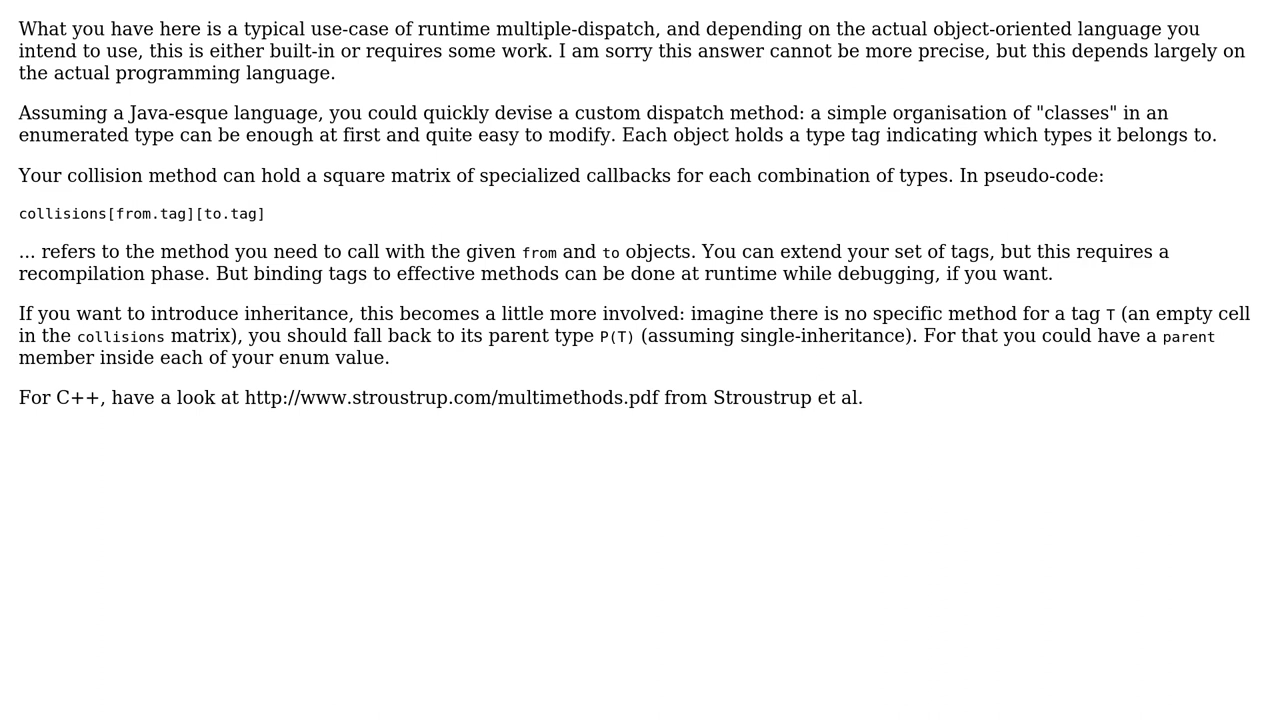 What you have here is a typical use-case of runtime multiple-dispatch, and depending on the actual object-oriented language you
intend to use, this is either built-in or requires some work. I am sorry this answer cannot be more precise, but this depends largely on
the actual programming language.
Assuming a Java-esque language, you could quickly devise a custom dispatch method: a simple organisation of "classes" in an
enumerated type can be enough at first and quite easy to modify. Each object holds a type tag indicating which types it belongs to.
Your collision method can hold a square matrix of specialized callbacks for each combination of types. In pseudo-code:
collisions[from.tag][to.tag]
... refers to the method you need to call with the given from and to objects. You can extend your set of tags, but this requires a
recompilation phase. But binding tags to effective methods can be done at runtime while debugging, if you want.
If you want to introduce inheritance, this becomes a little more involved: imagine there is no specific method for a tag T (an empty cell
in the collisions matrix), you should fall back to its parent type P(T) (assuming single-inheritance). For that you could have a parent
member inside each of your enum value.
For C++, have a look at http://www.stroustrup.com/multimethods.pdf from Stroustrup et al.